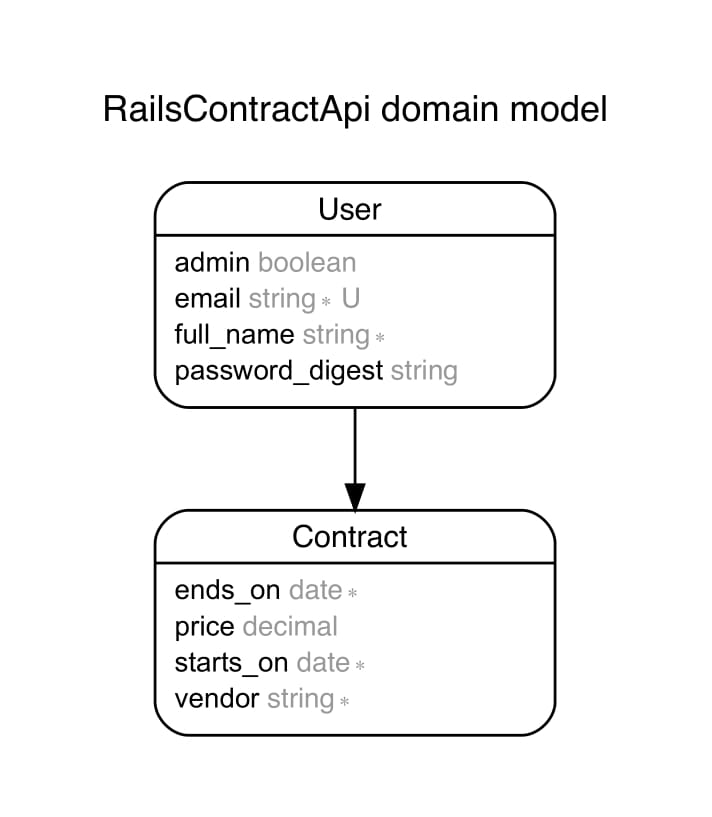 RailsContractApi domain model
User
admin boolean
email string * U
full_name string *
password_digest string
Contract
ends_on date *
price decimal
starts_on date *
vendor string *